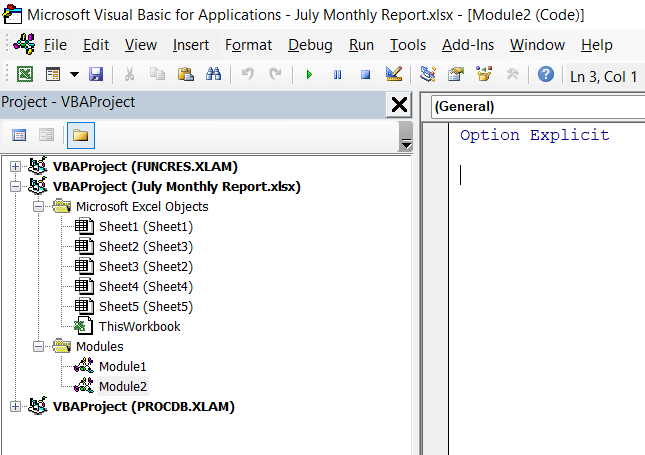 Microsoft Visual Basic for Applications - July Monthly Report.xlsx - [Module2 (Code)]
File Edit View Insert Format Debug Run Tools Add-Ins Window Help
Ln 3, Col 1
Project - VBAProject
(General)
Option Explicit
VBAProject (FUNCRES.XLAM)
VBAProject (July Monthly Report.xlsx)
Microsoft Excel Objects
Sheet1 (Sheet1)
Sheet2 (Sheet3)
Sheet3 (Sheet2)
Sheet4 (Sheet4)
Sheet5 (Sheet5)
ThisWorkbook
Modules
Module1
Module2
VBAProject (PROCDB.XLAM)